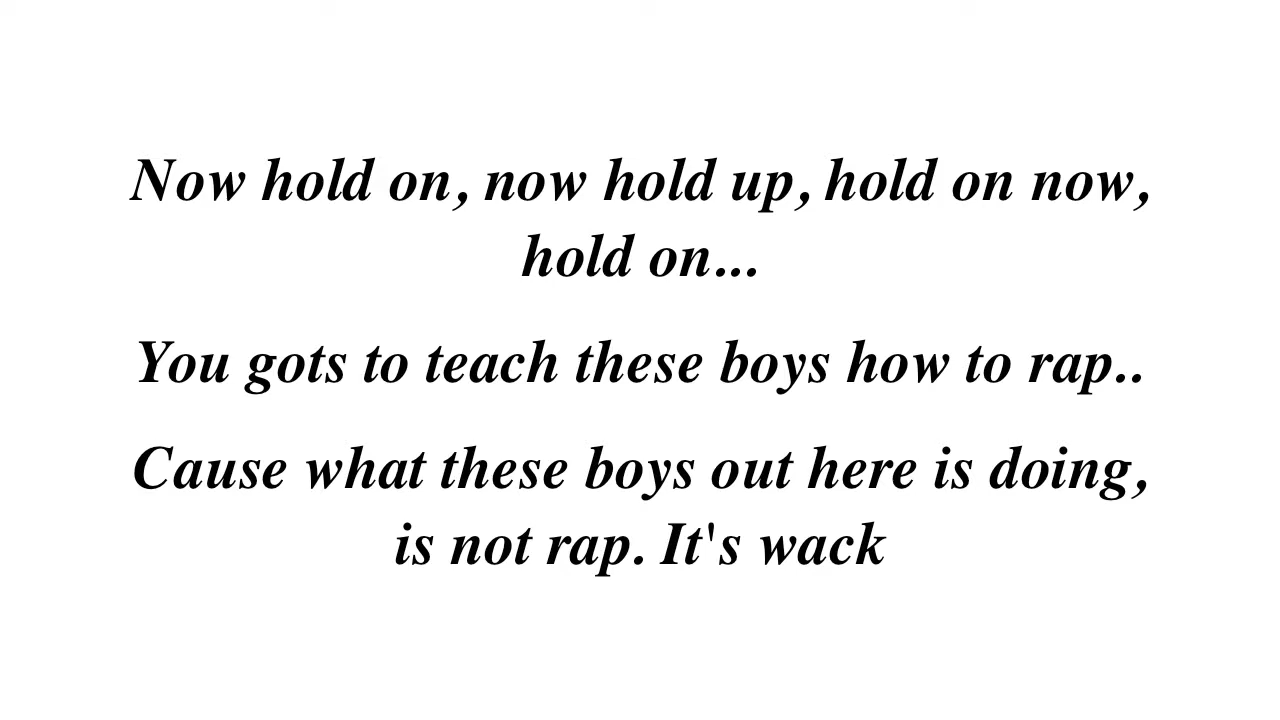 Now hold on, now hold up, hold on now,
hold on...
You gots to teach these boys how to rap..
Cause what these boys out here is doing,
is not rap. It's wack